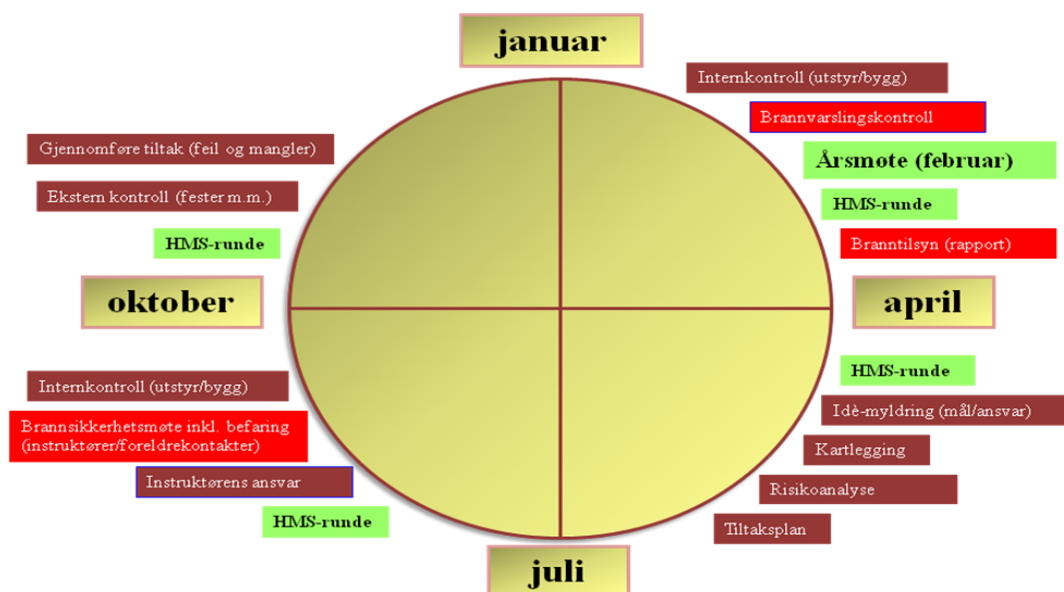 januar
Internkontroll (utstyr/bygg)
Brannvarslingskontroll
Årsmøte (februar)
HMS-runde
Branntilsyn (rapport)
april
HMS-runde
Idè-myldring (mål/ansvar)
Kartlegging
Risikoanalyse
Tiltaksplan
juli
HMS-runde
Instruktørens ansvar
Brannsikkerhetsmøte inkl. befaring
(instruktører/foreldrekontakter)
Internkontroll (utstyr/bygg)
oktober
HMS-runde
Ekstern kontroll (fester m.m.)
Gjennomføre tiltak (feil og mangler)